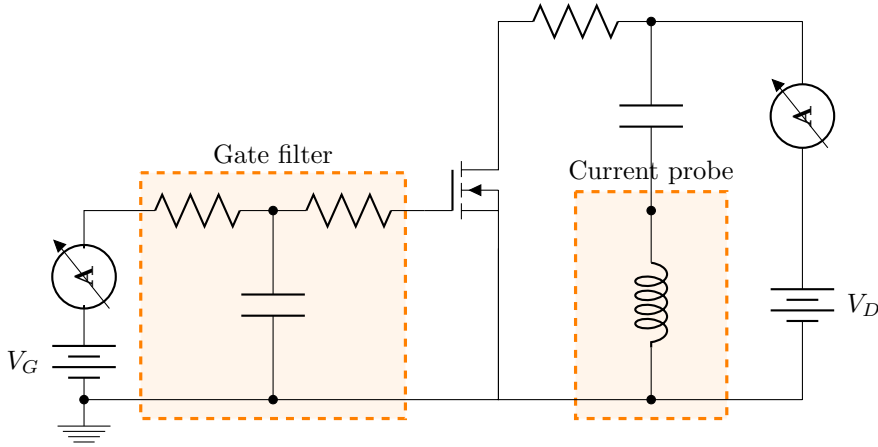 Gate filter
Current probe
A
A
V_G
V_D